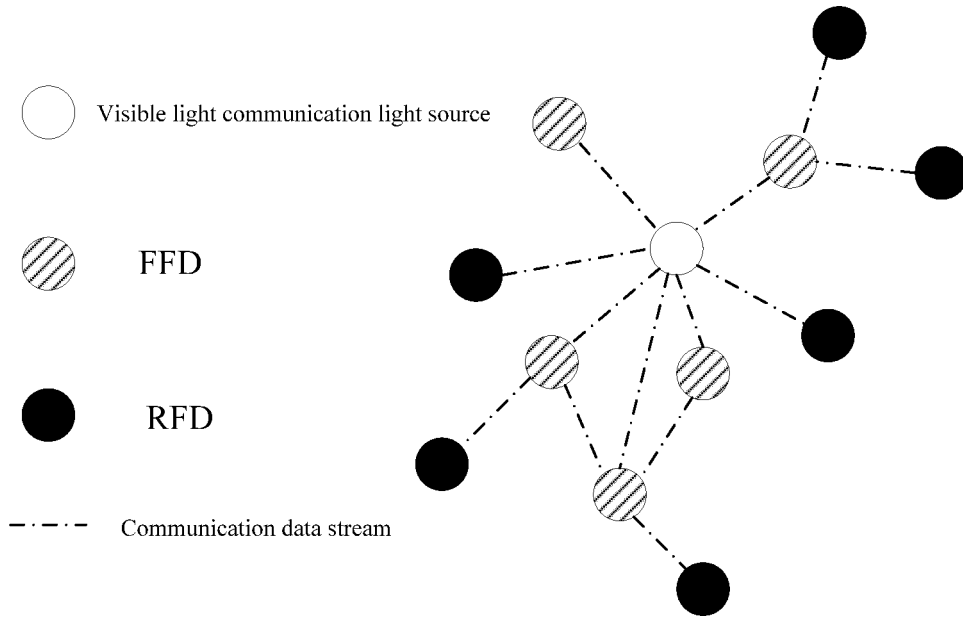 Visible light communication light source
FFD
RFD
Communication data stream